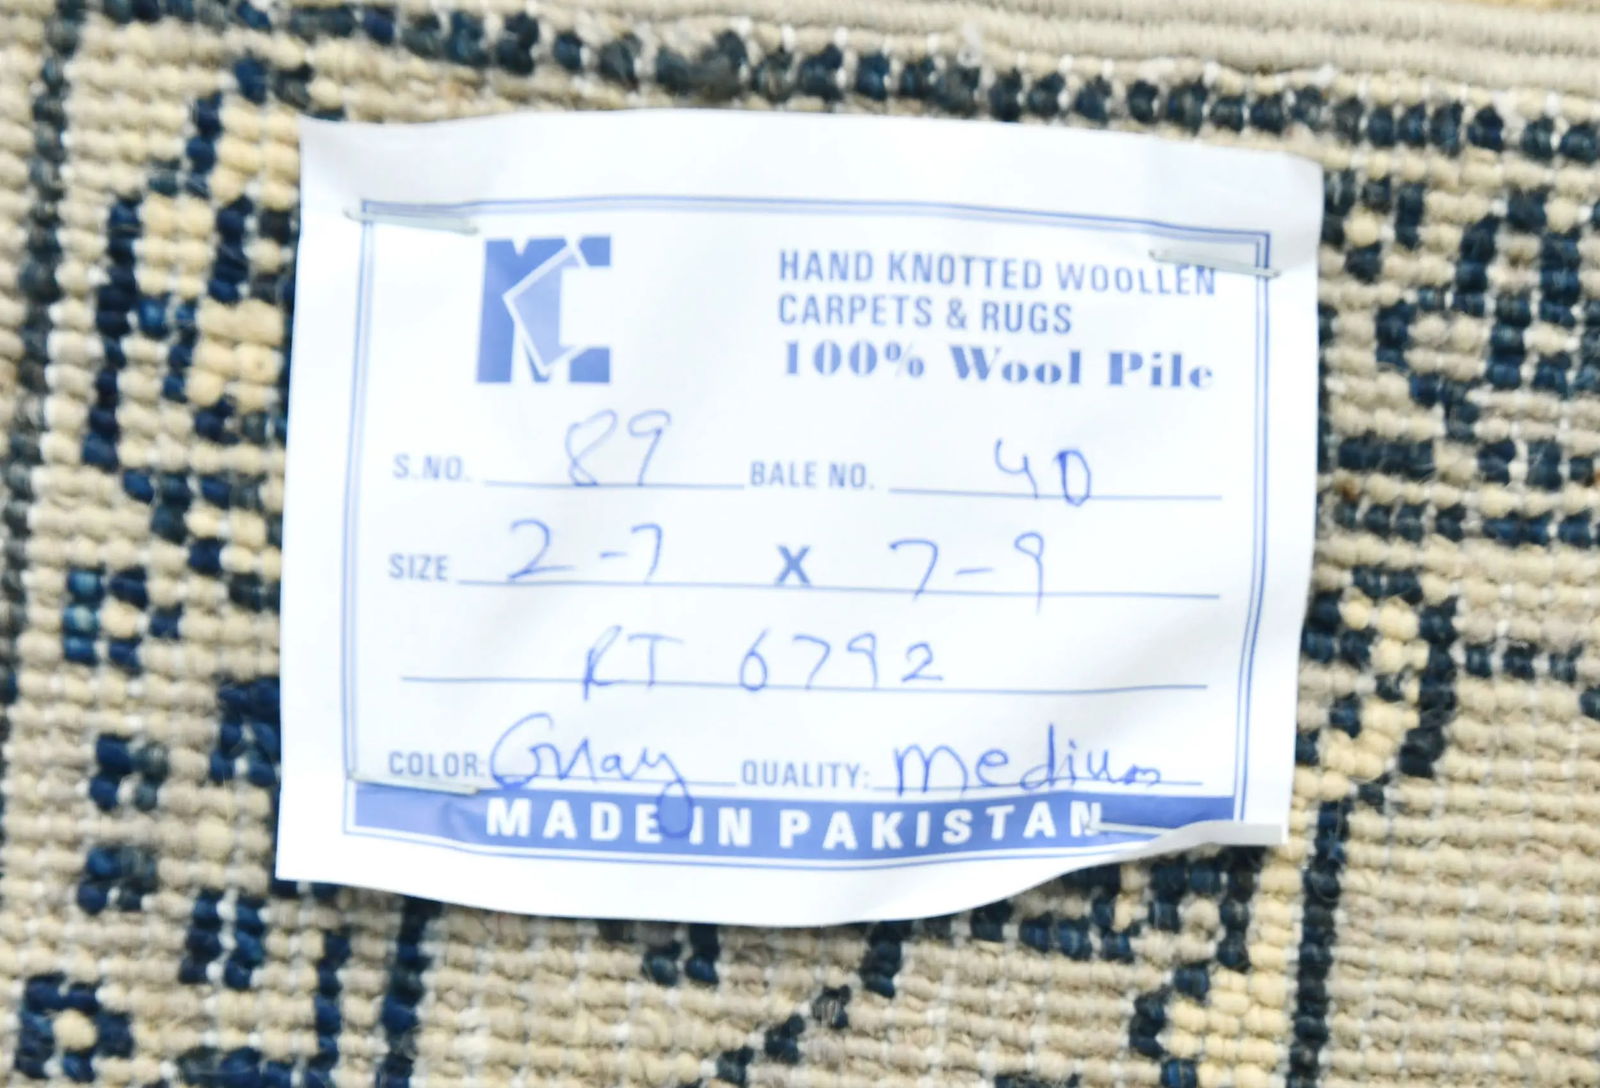 KC
HAND KNOTTED WOOLLEN
CARPETS & RUGS
100% Wool Pile
S.NO. 89 BALE NO. 40
SIZE 2-7 X 7-9
RT 6792
COLOR: Gray QUALITY: Medium
MADE IN PAKISTAN